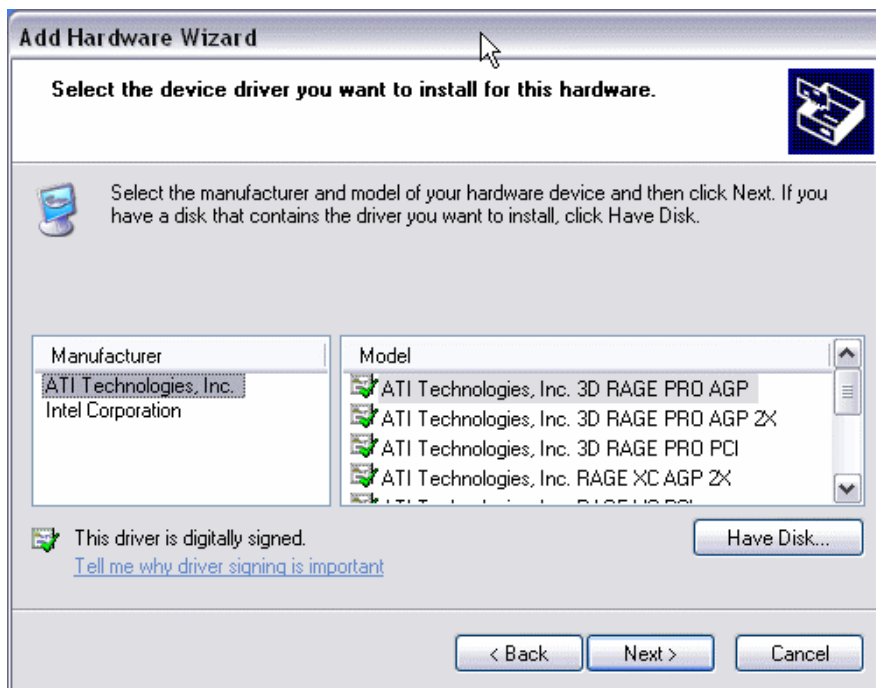 Add Hardware Wizard
Select the device driver you want to install for this hardware.
Select the manufacturer and model of your hardware device and then click Next. If you
have a disk that contains the driver you want to install, click Have Disk.
Manufacturer
ATI Technologies, Inc.
Intel Corporation
Model
ATI Technologies, Inc. 3D RAGE PRO AGP
ATI Technologies, Inc. 3D RAGE PRO AGP 2X
ATI Technologies, Inc. 3D RAGE PRO PCI
ATI Technologies, Inc. RAGE XC AGP 2X
This driver is digitally signed.
Tell me why driver signing is important
Have Disk...
< Back
Next >
Cancel